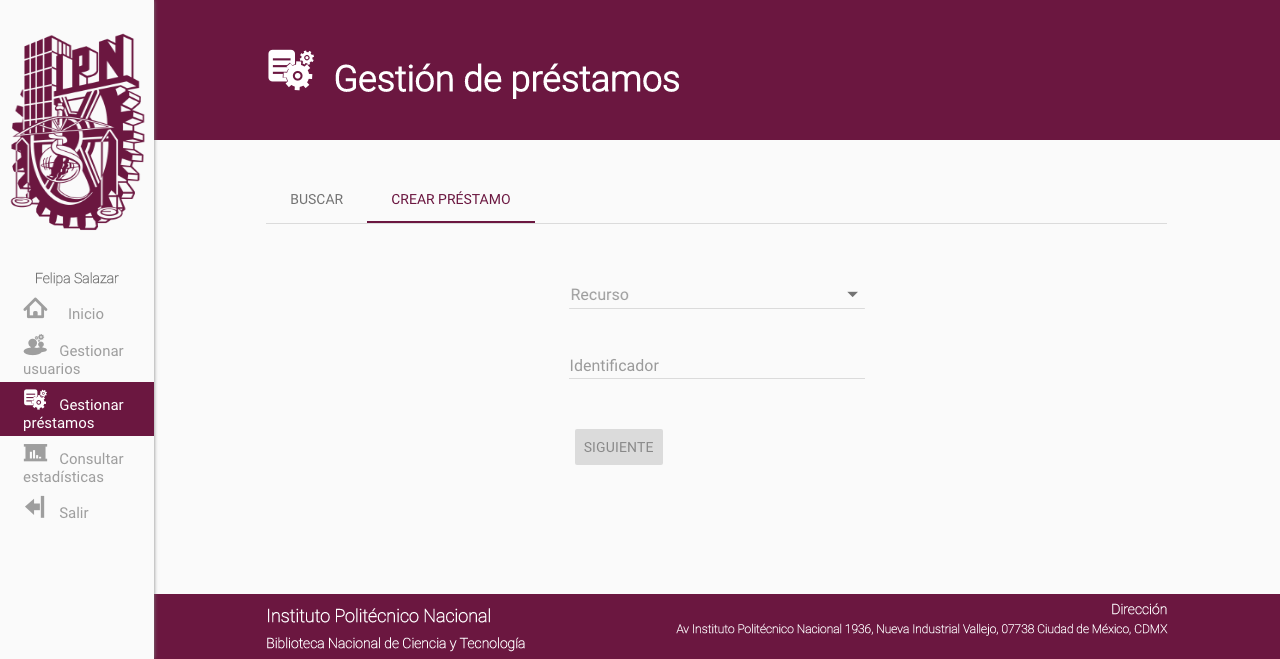 IPN
Felipa Salazar
Inicio
Gestionar
usuarios
Gestionar
préstamos
Consultar
estadísticas
Salir
Gestión de préstamos
BUSCAR
CREAR PRÉSTAMO
Recurso
Identificador
SIGUIENTE
Instituto Politécnico Nacional
Biblioteca Nacional de Ciencia y Tecnología
Dirección
Av Instituto Politécnico Nacional 1936, Nueva Industrial Vallejo, 07738 Ciudad de México, CDMX